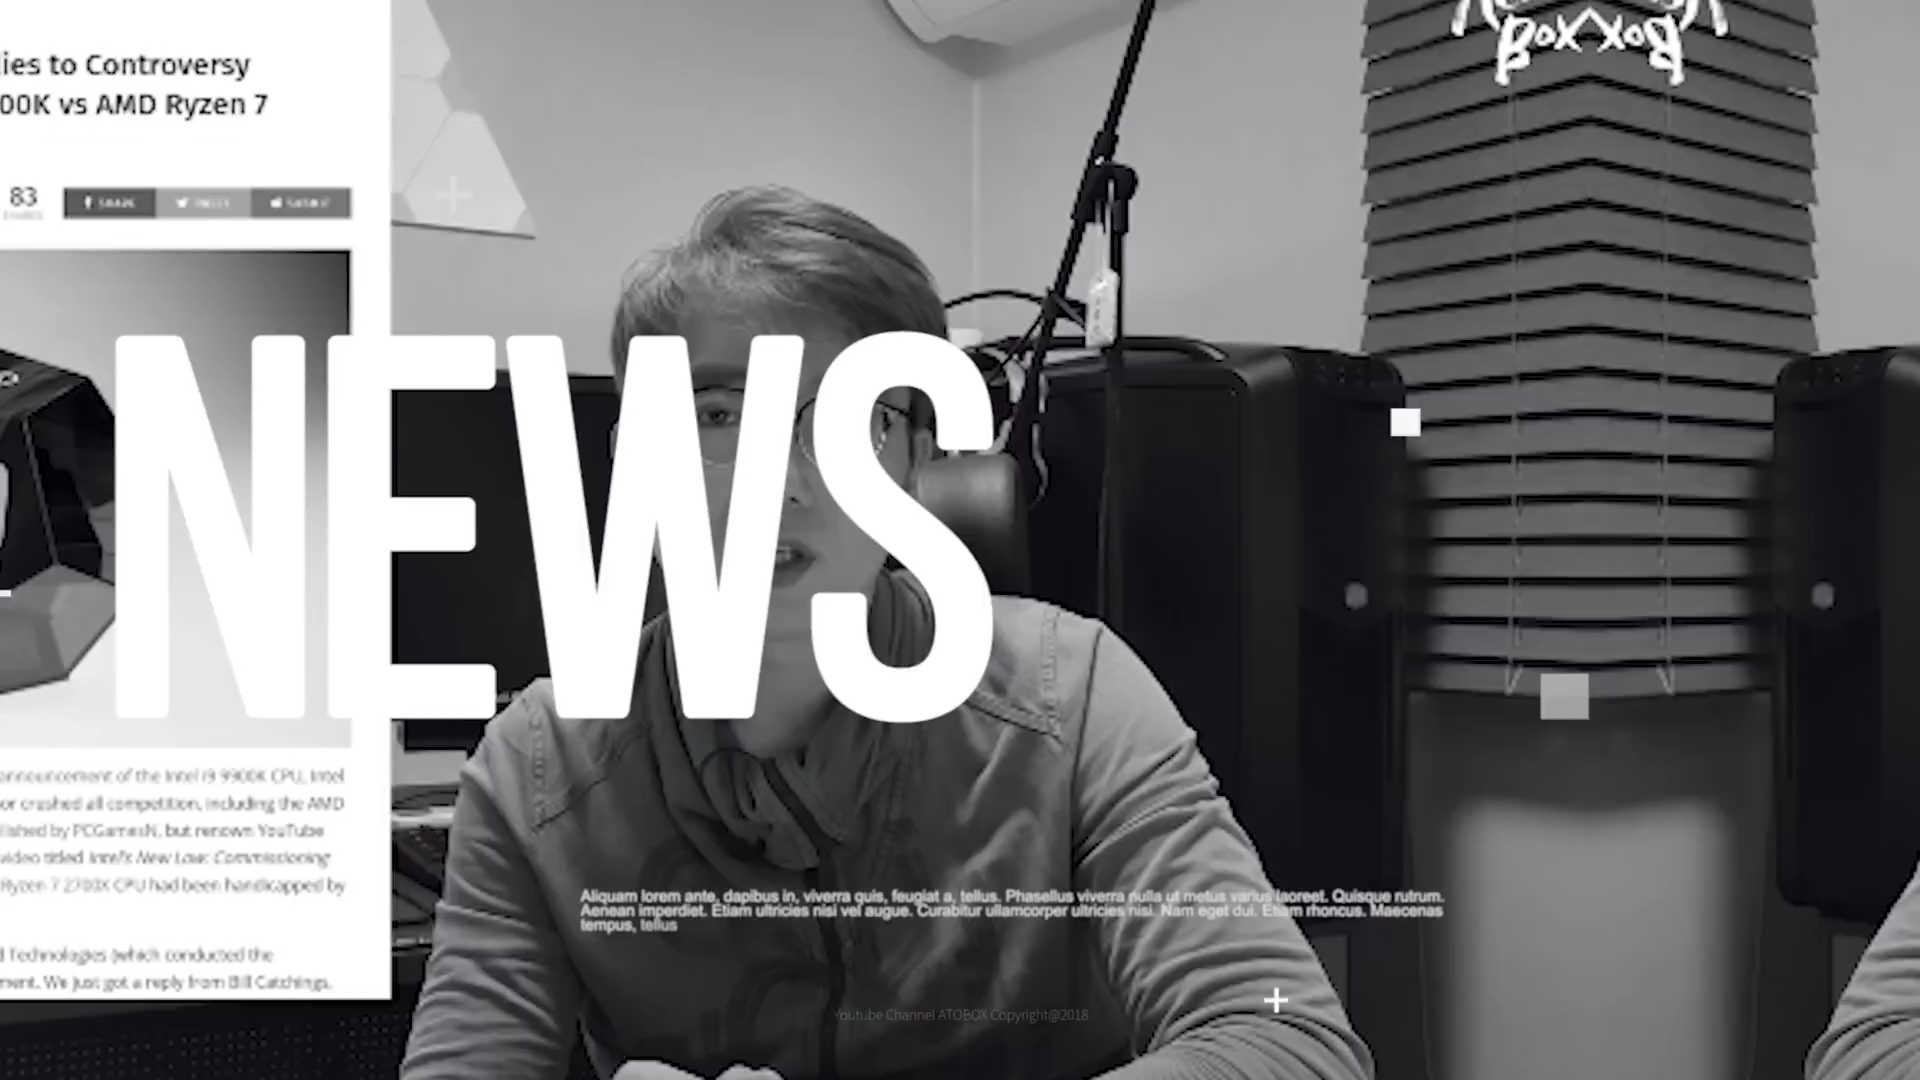 ies to Controversy
00K vs AMD Ryzen 7
83
SHARE
TWEET
SUBMIT
NEWS
announcement of the Intel i9 9900K CPU, Intel
or crushed all competition, including the AMD
lished by PCGamesN, but renown YouTube
video titled Intel's New Low: Commissioning
Ryzen 7 2700X CPU had been handicapped by
d Technologies (which conducted the
ment. We just got a reply from Bill Catchings,
Aliquam lorem ante, dapibus in, viverra quis, feugiat a, tellus. Phasellus viverra nulla ut metus varius laoreet. Quisque rutrum.
Aenean imperdiet. Etiam ultricies nisi vel augue. Curabitur ullamcorper ultricies nisi. Nam eget dui. Etiam rhoncus. Maecenas
tempus, tellus
Youtube Channel ATOBOX Copyright@2018